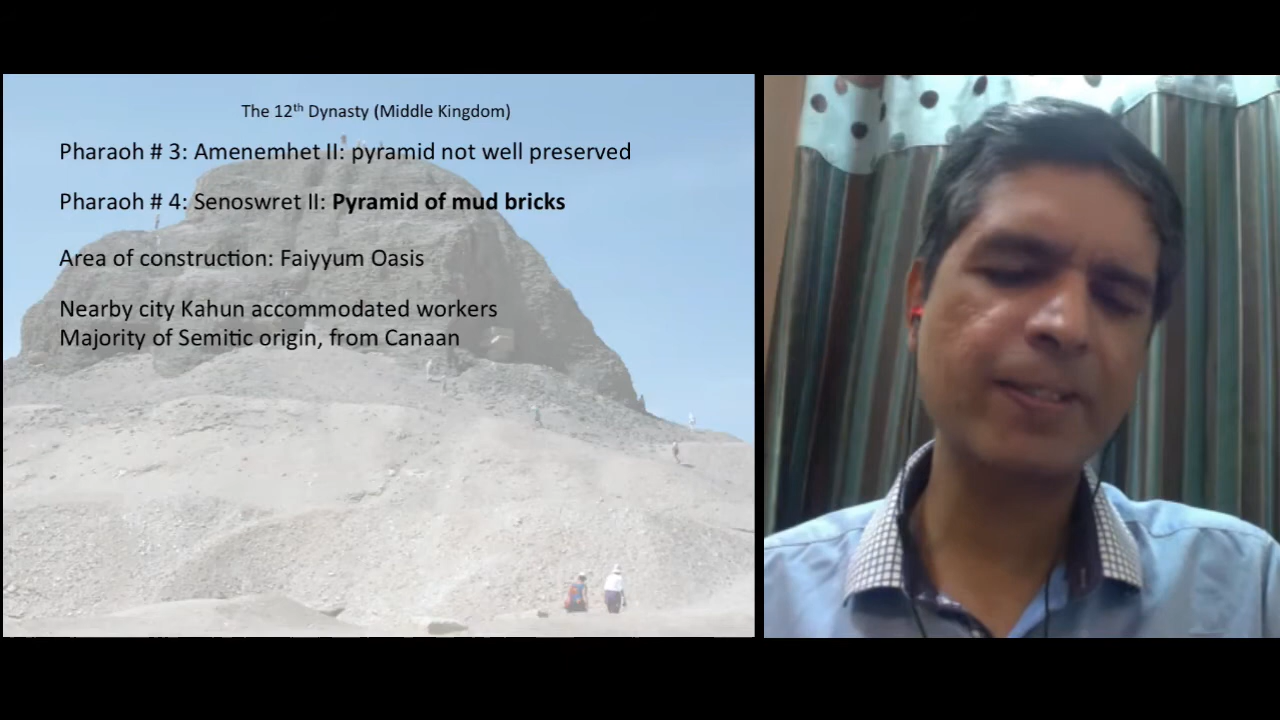 The 12th Dynasty (Middle Kingdom)
Pharaoh # 3: Amenemhet II: pyramid not well preserved
Pharaoh # 4: Senoswret II: Pyramid of mud bricks
Area of construction: Faiyyum Oasis
Nearby city Kahun accommodated workers
Majority of Semitic origin, from Canaan